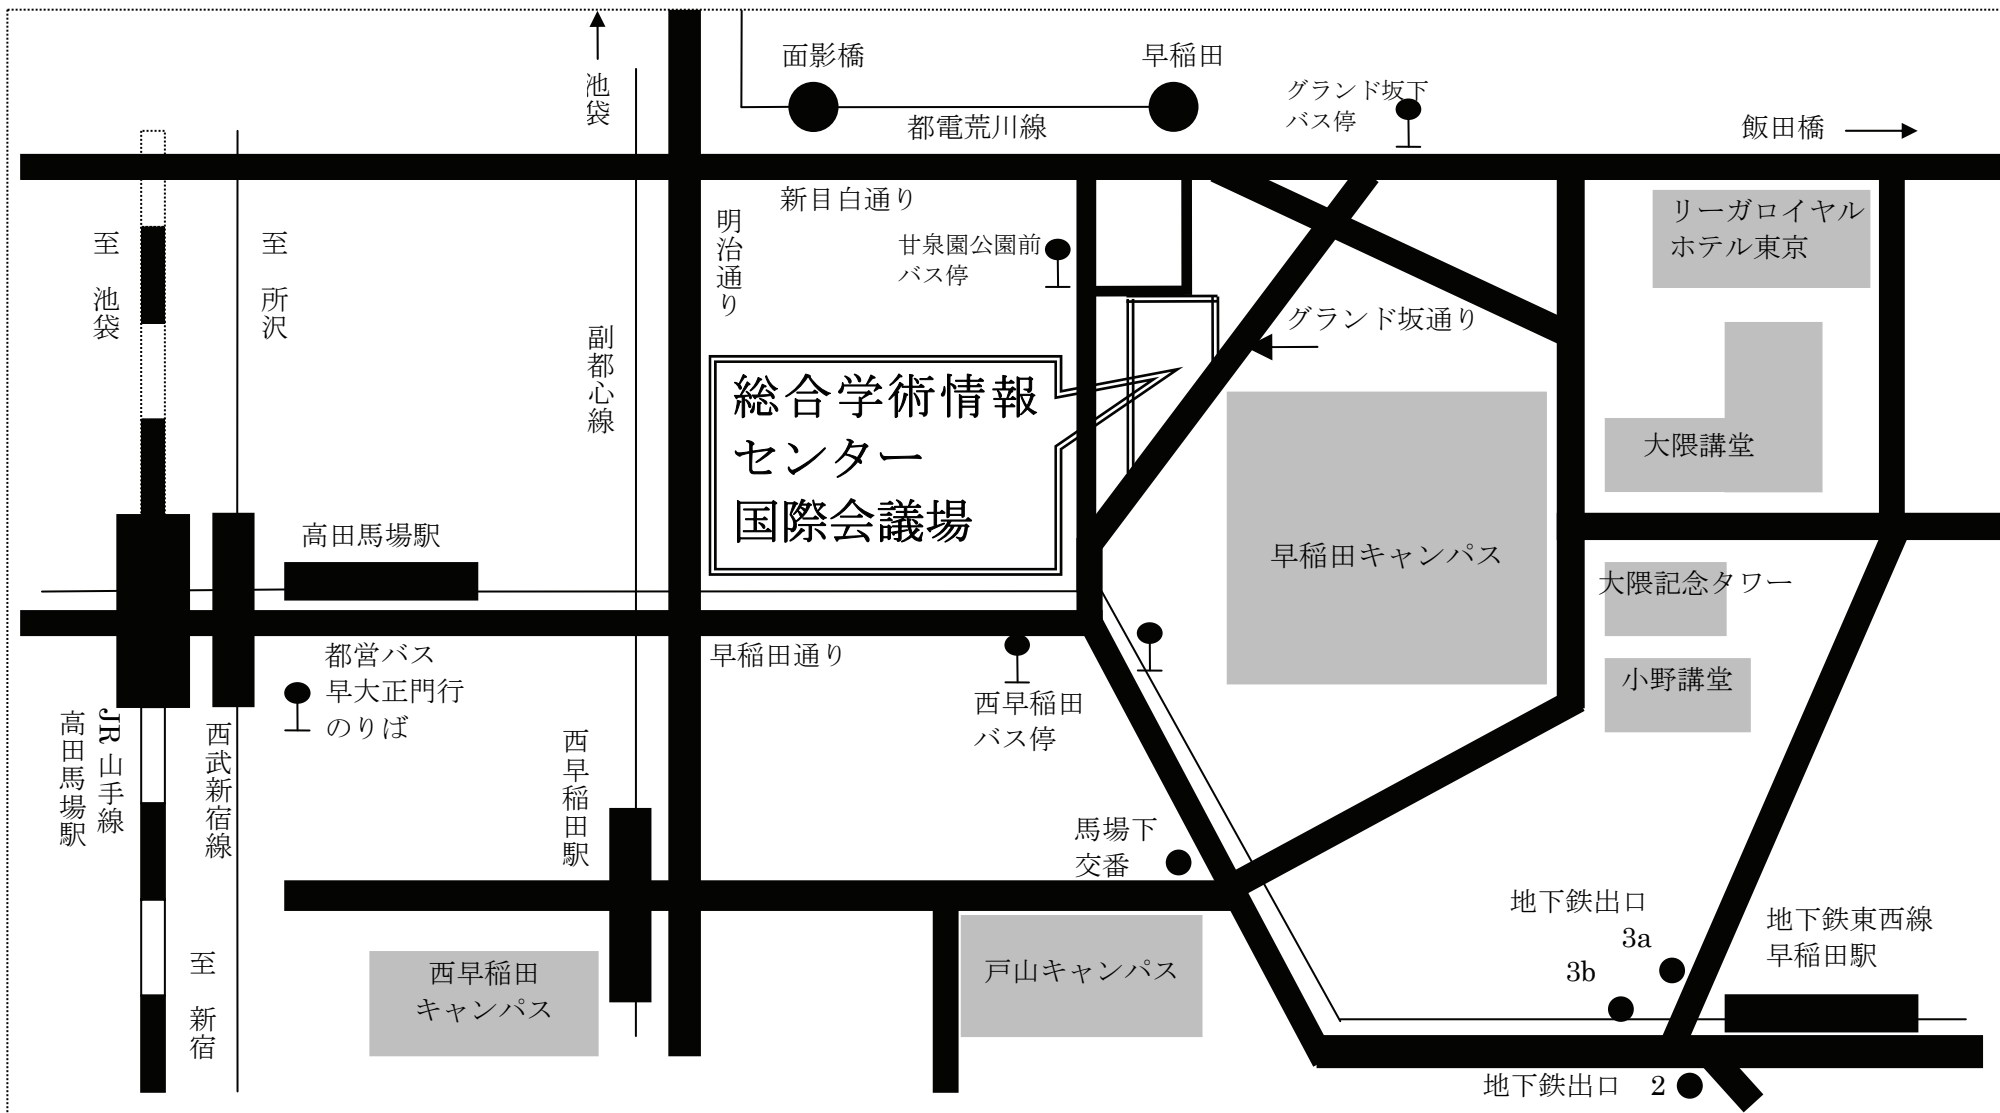 池袋
面影橋
早稲田
都電荒川線
グランド坂下
バス停
飯田橋
新目白通り
明治通り
甘泉園公園前
バス停
リーガロイヤル
ホテル東京
至 池袋
至 所沢
副都心線
グランド坂通り
総合学術情報
センター
国際会議場
大隈講堂
高田馬場駅
早稲田キャンパス
大隈記念タワー
小野講堂
都営バス
早大正門行
のりば
早稲田通り
西早稲田
バス停
JR 山手線
高田馬場駅
西武新宿線
西早稲田駅
馬場下
交番
至 新宿
西早稲田
キャンパス
戸山キャンパス
地下鉄出口
3a
3b
地下鉄東西線
早稲田駅
地下鉄出口 2